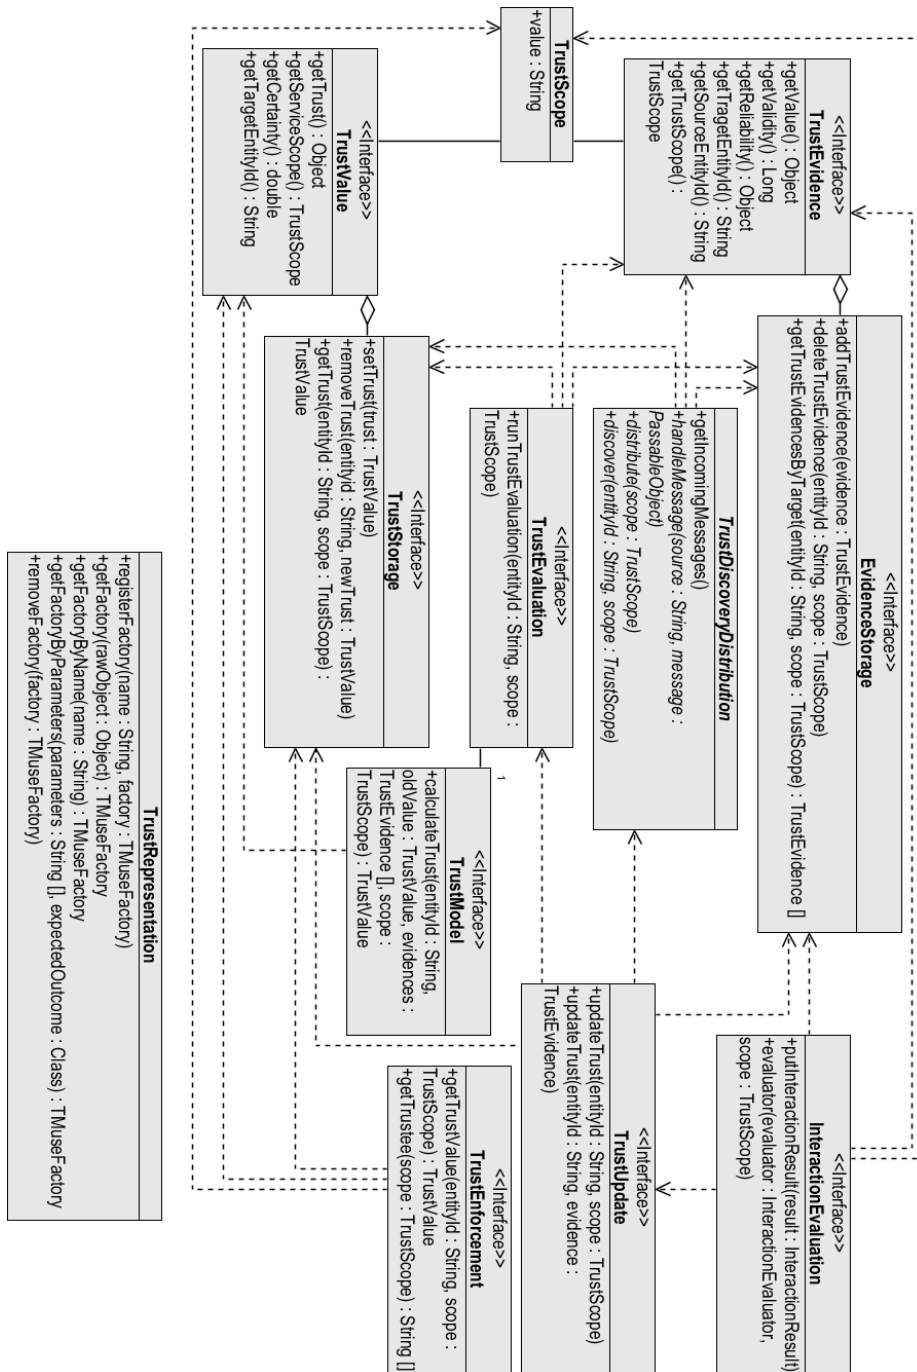 TrustScope
+value : String
<<Interface>>
TrustEvidence
+getValue() : Object
+getValidity() : Long
+getReliability() : Object
+getTragetEntityId() : String
+getSourceEntityId() : String
+getTrustScope() :
TrustScope
<<Interface>>
TrustValue
+getTrust() : Object
+getServiceScope() : TrustScope
+getCertainty() : double
+getTargetEntityId() : String
<<Interface>>
EvidenceStorage
+addTrustEvidence(evidence : TrustEvidence)
+deleteTrustEvidence(entityId : String, scope : TrustScope)
+getTrustEvidencesByTarget(entityId : String, scope : TrustScope) : TrustEvidence []
TrustDiscoveryDistribution
+getIncomingMessages()
+handleMessage(source : String, message :
PassableObject)
+distribute(scope : TrustScope)
+discover(entityId : String, scope : TrustScope)
<<Interface>>
TrustEvaluation
+runTrustEvaluation(entityId : String, scope :
TrustScope)
<<Interface>>
TrustStorage
+setTrust(trust : TrustValue)
+removeTrust(entityid : String, newTrust : TrustValue)
+getTrust(entityId : String, scope : TrustScope) :
TrustValue
1
<<Interface>>
TrustModel
+calculateTrust(entityId : String,
oldValue : TrustValue, evidences :
TrustEvidence [], scope :
TrustScope) : TrustValue
<<Interface>>
InteractionEvaluation
+putInteractionResult(result : InteractionResult)
+evaluator(evaluator : InteractionEvaluator,
scope : TrustScope)
<<Interface>>
TrustUpdate
+updateTrust(entityId : String, scope : TrustScope)
+updateTrust(entityId : String, evidence :
TrustEvidence)
<<Interface>>
TrustEnforcement
+getTrustValue(entityId : String, scope :
TrustScope) : TrustValue
+getTrustee(scope : TrustScope) : String []
TrustRepresentation
+registerFactory(name : String, factory : TMuseFactory)
+getFactory(rawObject : Object) : TMuseFactory
+getFactoryByName(name : String) : TMuseFactory
+getFactoryByParameters(parameters : String [], expectedOutcome : Class) : TMuseFactory
+removeFactory(factory : TMuseFactory)